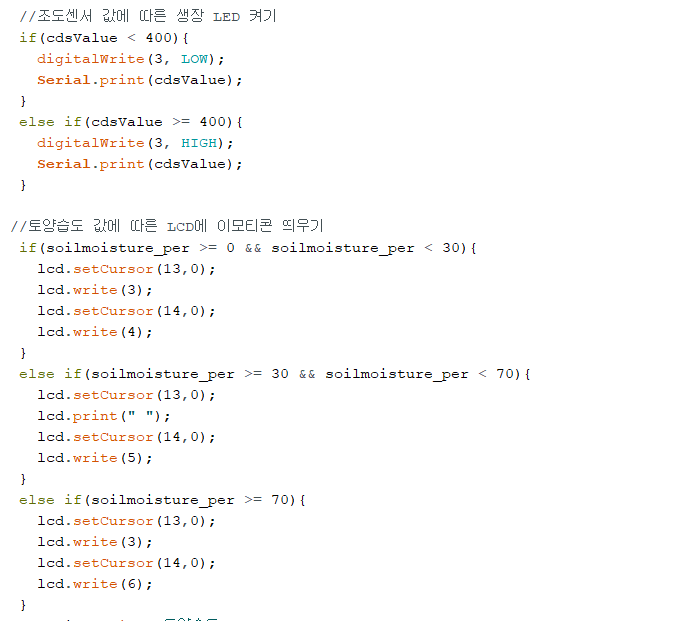 //조도센서 값에 따른 생장 LED 켜기
if(cdsValue < 400){
digitalWrite(3, LOW);
Serial.print(cdsValue);
}
else if(cdsValue >= 400){
digitalWrite(3, HIGH);
Serial.print(cdsValue);
}
//토양습도 값에 따른 LCD에 이모티콘 띄우기
if(soilmoisture_per >= 0 && soilmoisture_per < 30){
lcd.setCursor(13,0);
lcd.write(3);
lcd.setCursor(14,0);
lcd.write(4);
}
else if(soilmoisture_per >= 30 && soilmoisture_per < 70){
lcd.setCursor(13,0);
lcd.print(" ");
lcd.setCursor(14,0);
lcd.write(5);
}
else if(soilmoisture_per >= 70){
lcd.setCursor(13,0);
lcd.write(3);
lcd.setCursor(14,0);
lcd.write(6);
}